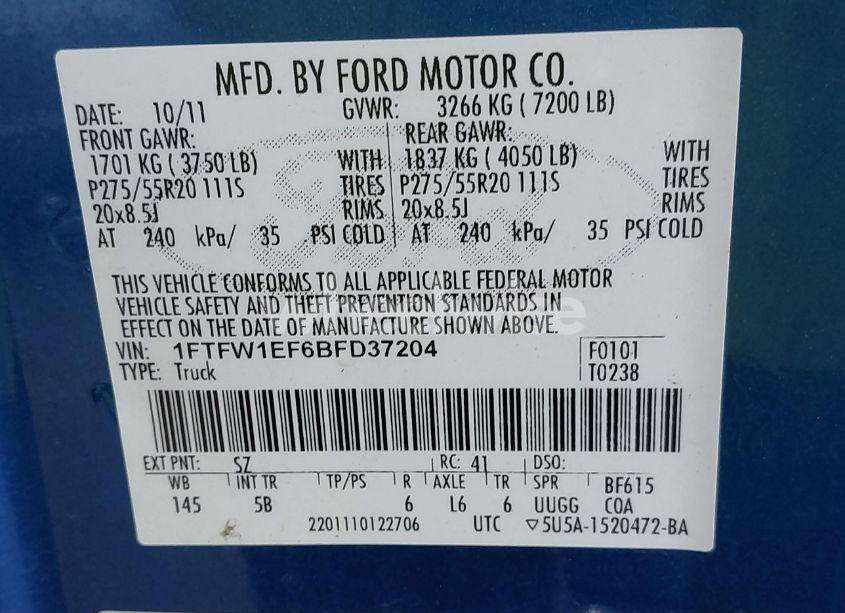 MFD. BY FORD MOTOR CO.
DATE: 10/11 GVWR: 3266 KG ( 7200 LB)
FRONT GAWR: REAR GAWR:
1701 KG ( 3750 LB) WITH 1837 KG ( 4050 LB) WITH
P275/55R20 111S TIRES P275/55R20 111S TIRES
20x8.5J RIMS 20x8.5J RIMS
AT 240 kPa/ 35 PSI COLD AT 240 kPa/ 35 PSI COLD
THIS VEHICLE CONFORMS TO ALL APPLICABLE FEDERAL MOTOR
VEHICLE SAFETY AND THEFT PREVENTION STANDARDS IN
EFFECT ON THE DATE OF MANUFACTURE SHOWN ABOVE.
VIN: 1FTFW1EF6BFD37204 F0101
TYPE: Truck T0238
EXT PNT: SZ RC: 41 DSO:
WB INT TR TP/PS R AXLE TR SPR BF615
145 5B 6 L6 6 UUGG COA
2201110122706 UTC ▽5U5A-1520472-BA